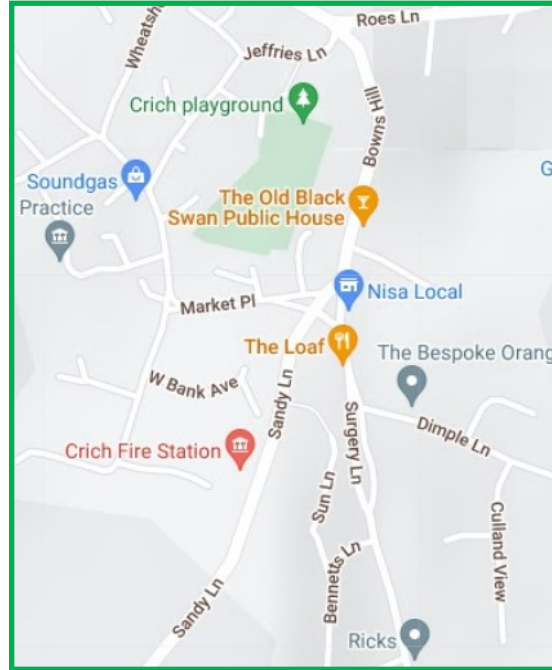 Roes Ln
Wheatsh
Jeffries Ln
Crich playground
Bowns Hill
G
Soundgas
Practice
The Old Black
Swan Public House
Nisa Local
Market Pl
The Loaf
The Bespoke Orang
W Bank Ave
Sandy Ln
Surgery Ln
Dimple Ln
Crich Fire Station
Sun Ln
Culland View
Bennetts Ln
Sandy Ln
Ricks